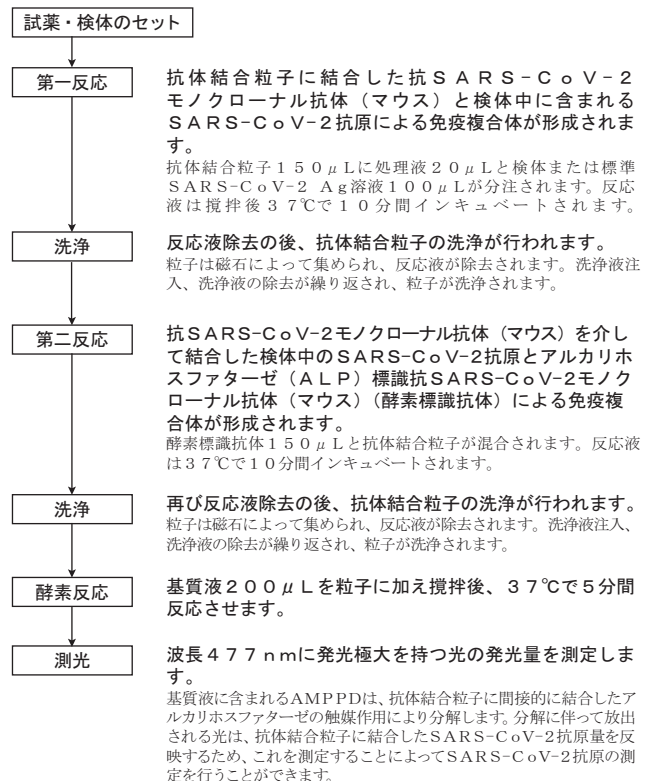 試薬・検体のセット
第一反応
抗体結合粒子に結合した抗ＳＡＲＳ−ＣｏＶ−２
モノクローナル抗体（マウス）と検体中に含まれる
ＳＡＲＳ−ＣｏＶ−２抗原による免疫複合体が形成されま
す。
抗体結合粒子１５０μＬに処理液２０μＬと検体または標準
ＳＡＲＳ−ＣｏＶ−２ Ａｇ溶液１００μＬが分注されます。反応
液は攪拌後３７℃で１０分間インキュベートされます。
洗浄
反応液除去の後、抗体結合粒子の洗浄が行われます。
粒子は磁石によって集められ、反応液が除去されます。洗浄液注
入、洗浄液の除去が繰り返され、粒子が洗浄されます。
第二反応
抗ＳＡＲＳ−ＣｏＶ−２モノクローナル抗体（マウス）を介し
て結合した検体中のＳＡＲＳ−ＣｏＶ−２抗原とアルカリホ
スファターゼ（ＡＬＰ）標識抗ＳＡＲＳ−ＣｏＶ−２モノク
ローナル抗体（マウス）（酵素標識抗体）による免疫複
合体が形成されます。
酵素標識抗体１５０μＬと抗体結合粒子が混合されます。反応液
は３７℃で１０分間インキュベートされます。
洗浄
再び反応液除去の後、抗体結合粒子の洗浄が行われます。
粒子は磁石によって集められ、反応液が除去されます。洗浄液注入、
洗浄液の除去が繰り返され、粒子が洗浄されます。
酵素反応
基質液２００μＬを粒子に加え攪拌後、３７℃で５分間
反応させます。
測光
波長４７７ｎｍに発光極大を持つ光の発光量を測定しま
す。
基質液に含まれるＡＭＰＰＤは、抗体結合粒子に間接的に結合したア
ルカリホスファターゼの触媒作用により分解します。分解に伴って放出
される光は、抗体結合粒子に結合したＳＡＲＳ−ＣｏＶ−２抗原量を反
映するため、これを測定することによってＳＡＲＳ−ＣｏＶ−２抗原の測
定を行うことができます。